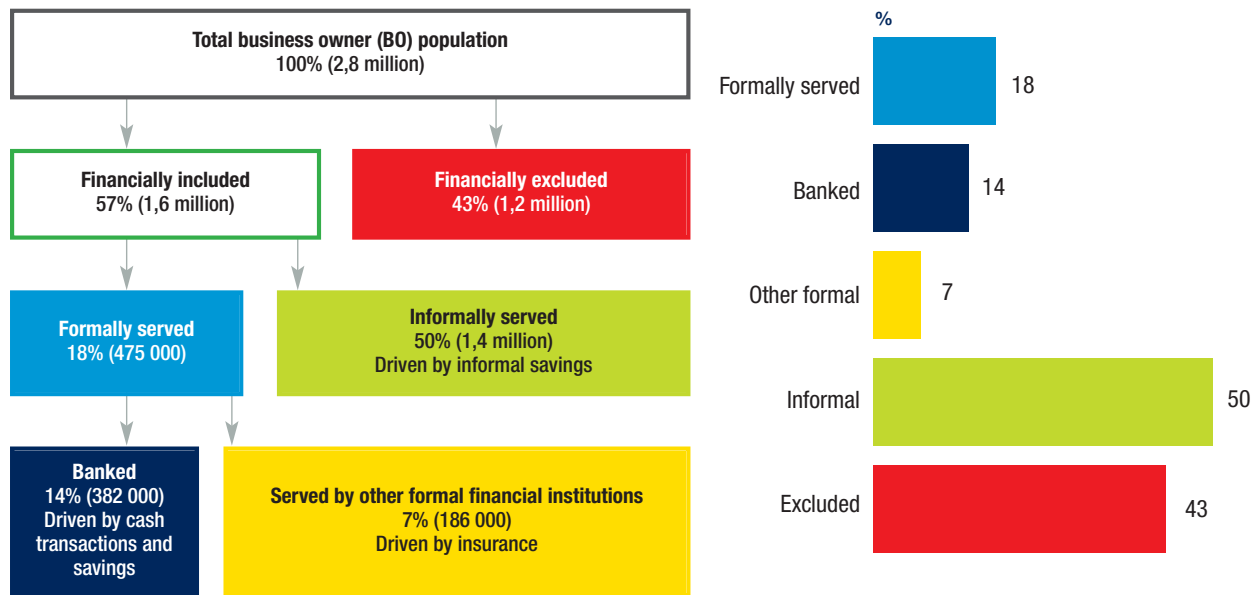 Total business owner (BO) population
100% (2,8 million)
Financially included
57% (1,6 million)
Financially excluded
43% (1,2 million)
Formally served
18% (475 000)
Informally served
50% (1,4 million)
Driven by informal savings
Banked
14% (382 000)
Driven by cash
transactions and
savings
Served by other formal financial institutions
7% (186 000)
Driven by insurance
%
Formally served
18
Banked
14
Other formal
7
Informal
50
Excluded
43